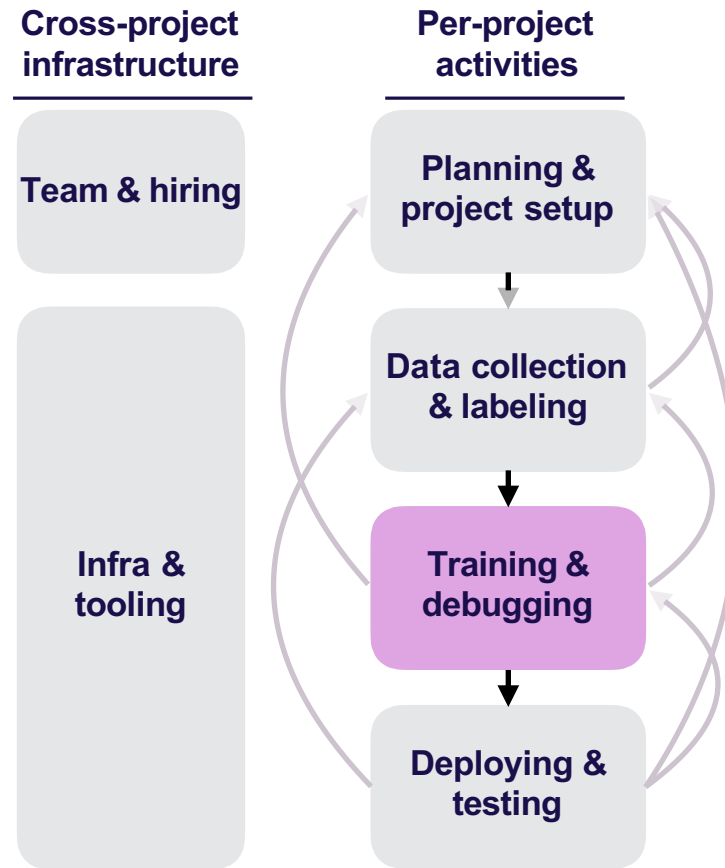 Cross-project
infrastructure
Per-project
activities
Team & hiring
Planning &
project setup
Data collection
& labeling
Infra &
tooling
Training &
debugging
Deploying &
testing